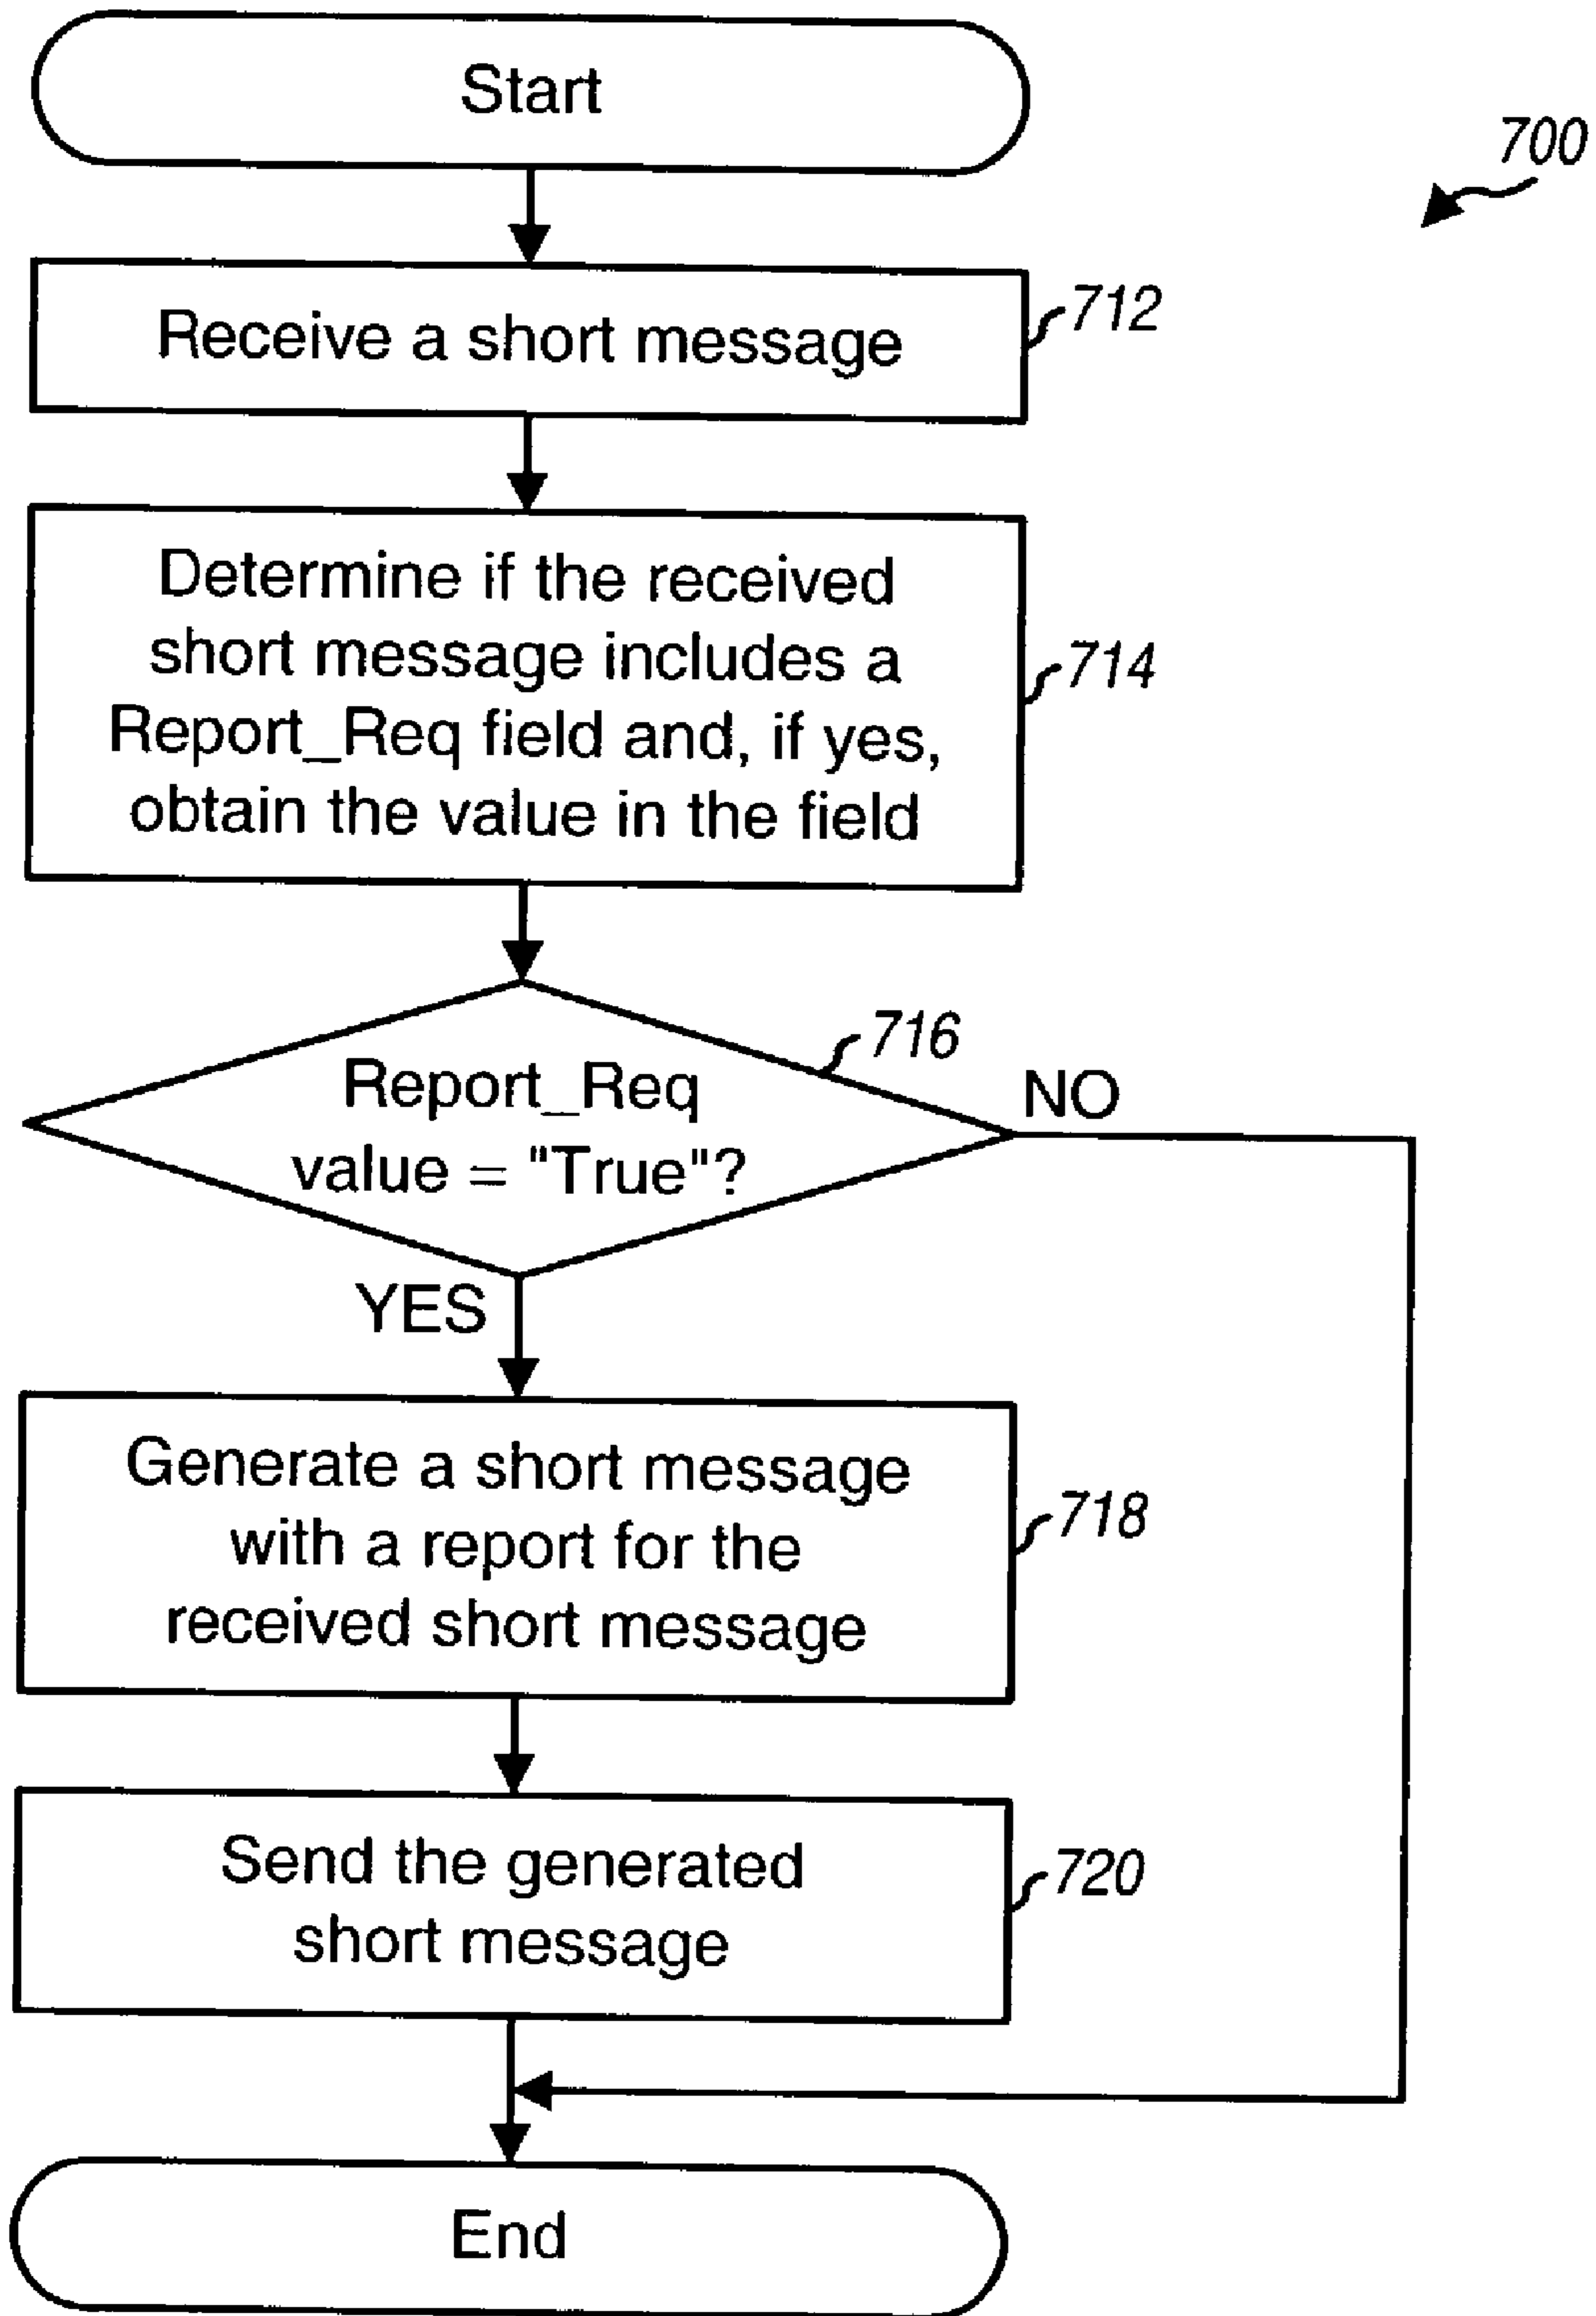 Start
700
Receive a short message
712
Determine if the received
short message includes a
Report_Req field and, if yes,
obtain the value in the field
714
716
Report_Req
value = "True"?
NO
YES
Generate a short message
with a report for the
received short message
718
Send the generated
short message
720
End